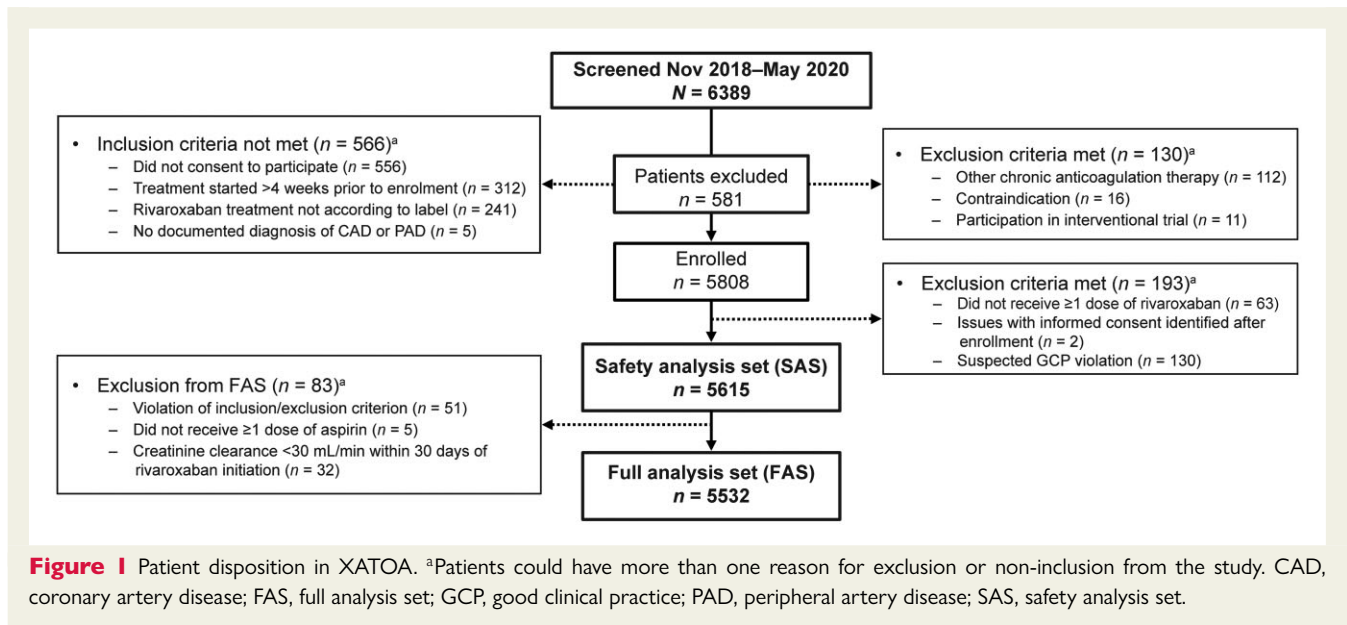 Screened Nov 2018–May 2020
N = 6389
• Inclusion criteria not met (n = 566)ᵃ
– Did not consent to participate (n = 556)
– Treatment started >4 weeks prior to enrolment (n = 312)
– Rivaroxaban treatment not according to label (n = 241)
– No documented diagnosis of CAD or PAD (n = 5)
Patients excluded
n = 581
• Exclusion criteria met (n = 130)ᵃ
– Other chronic anticoagulation therapy (n = 112)
– Contraindication (n = 16)
– Participation in interventional trial (n = 11)
Enrolled
n = 5808
• Exclusion criteria met (n = 193)ᵃ
– Did not receive ≥1 dose of rivaroxaban (n = 63)
– Issues with informed consent identified after
enrollment (n = 2)
– Suspected GCP violation (n = 130)
Safety analysis set (SAS)
n = 5615
• Exclusion from FAS (n = 83)ᵃ
– Violation of inclusion/exclusion criterion (n = 51)
– Did not receive ≥1 dose of aspirin (n = 5)
– Creatinine clearance <30 mL/min within 30 days of
rivaroxaban initiation (n = 32)
Full analysis set (FAS)
n = 5532
Figure 1 Patient disposition in XATOA. ᵃPatients could have more than one reason for exclusion or non-inclusion from the study. CAD,
coronary artery disease; FAS, full analysis set; GCP, good clinical practice; PAD, peripheral artery disease; SAS, safety analysis set.